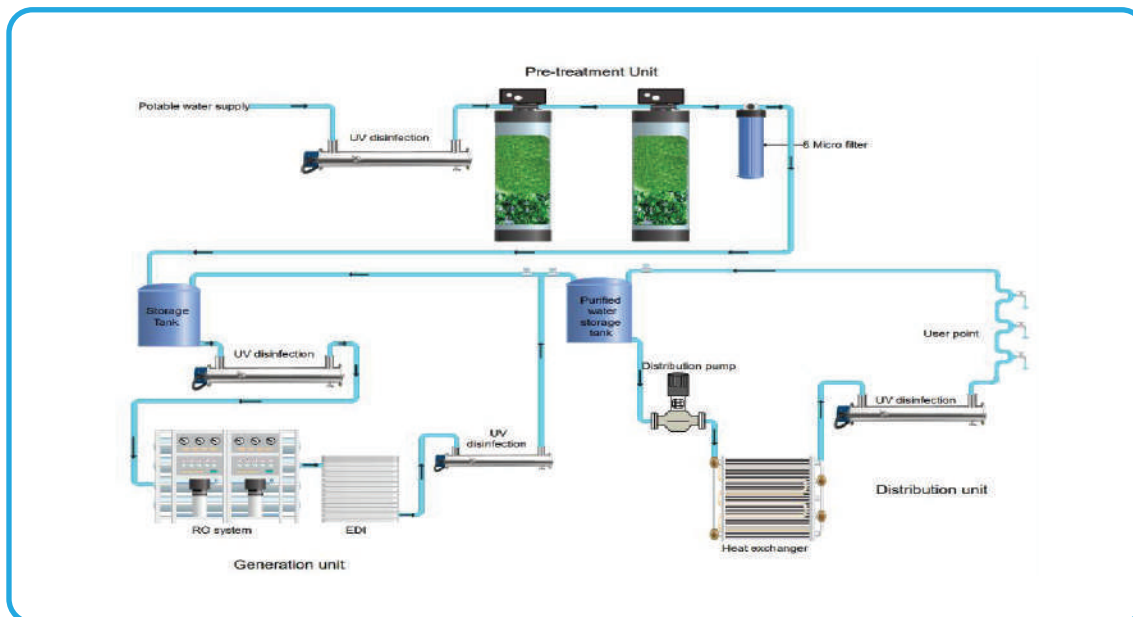 Pre-treatment Unit
Potable water supply
UV disinfection
5 Micro filter
Storage
Tank
Purified
water
storage
tank
User point
UV disinfection
Distribution pump
UV disinfection
UV
disinfection
Distribution unit
RO system
EDI
Heat exchanger
Generation unit